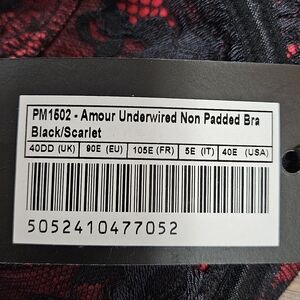 PM1502 - Amour Underwired Non Padded Bra
Black/Scarlet
40DD (UK) 90E (EU) 105E (FR) 5E (IT) 40E (USA)
5052410477052